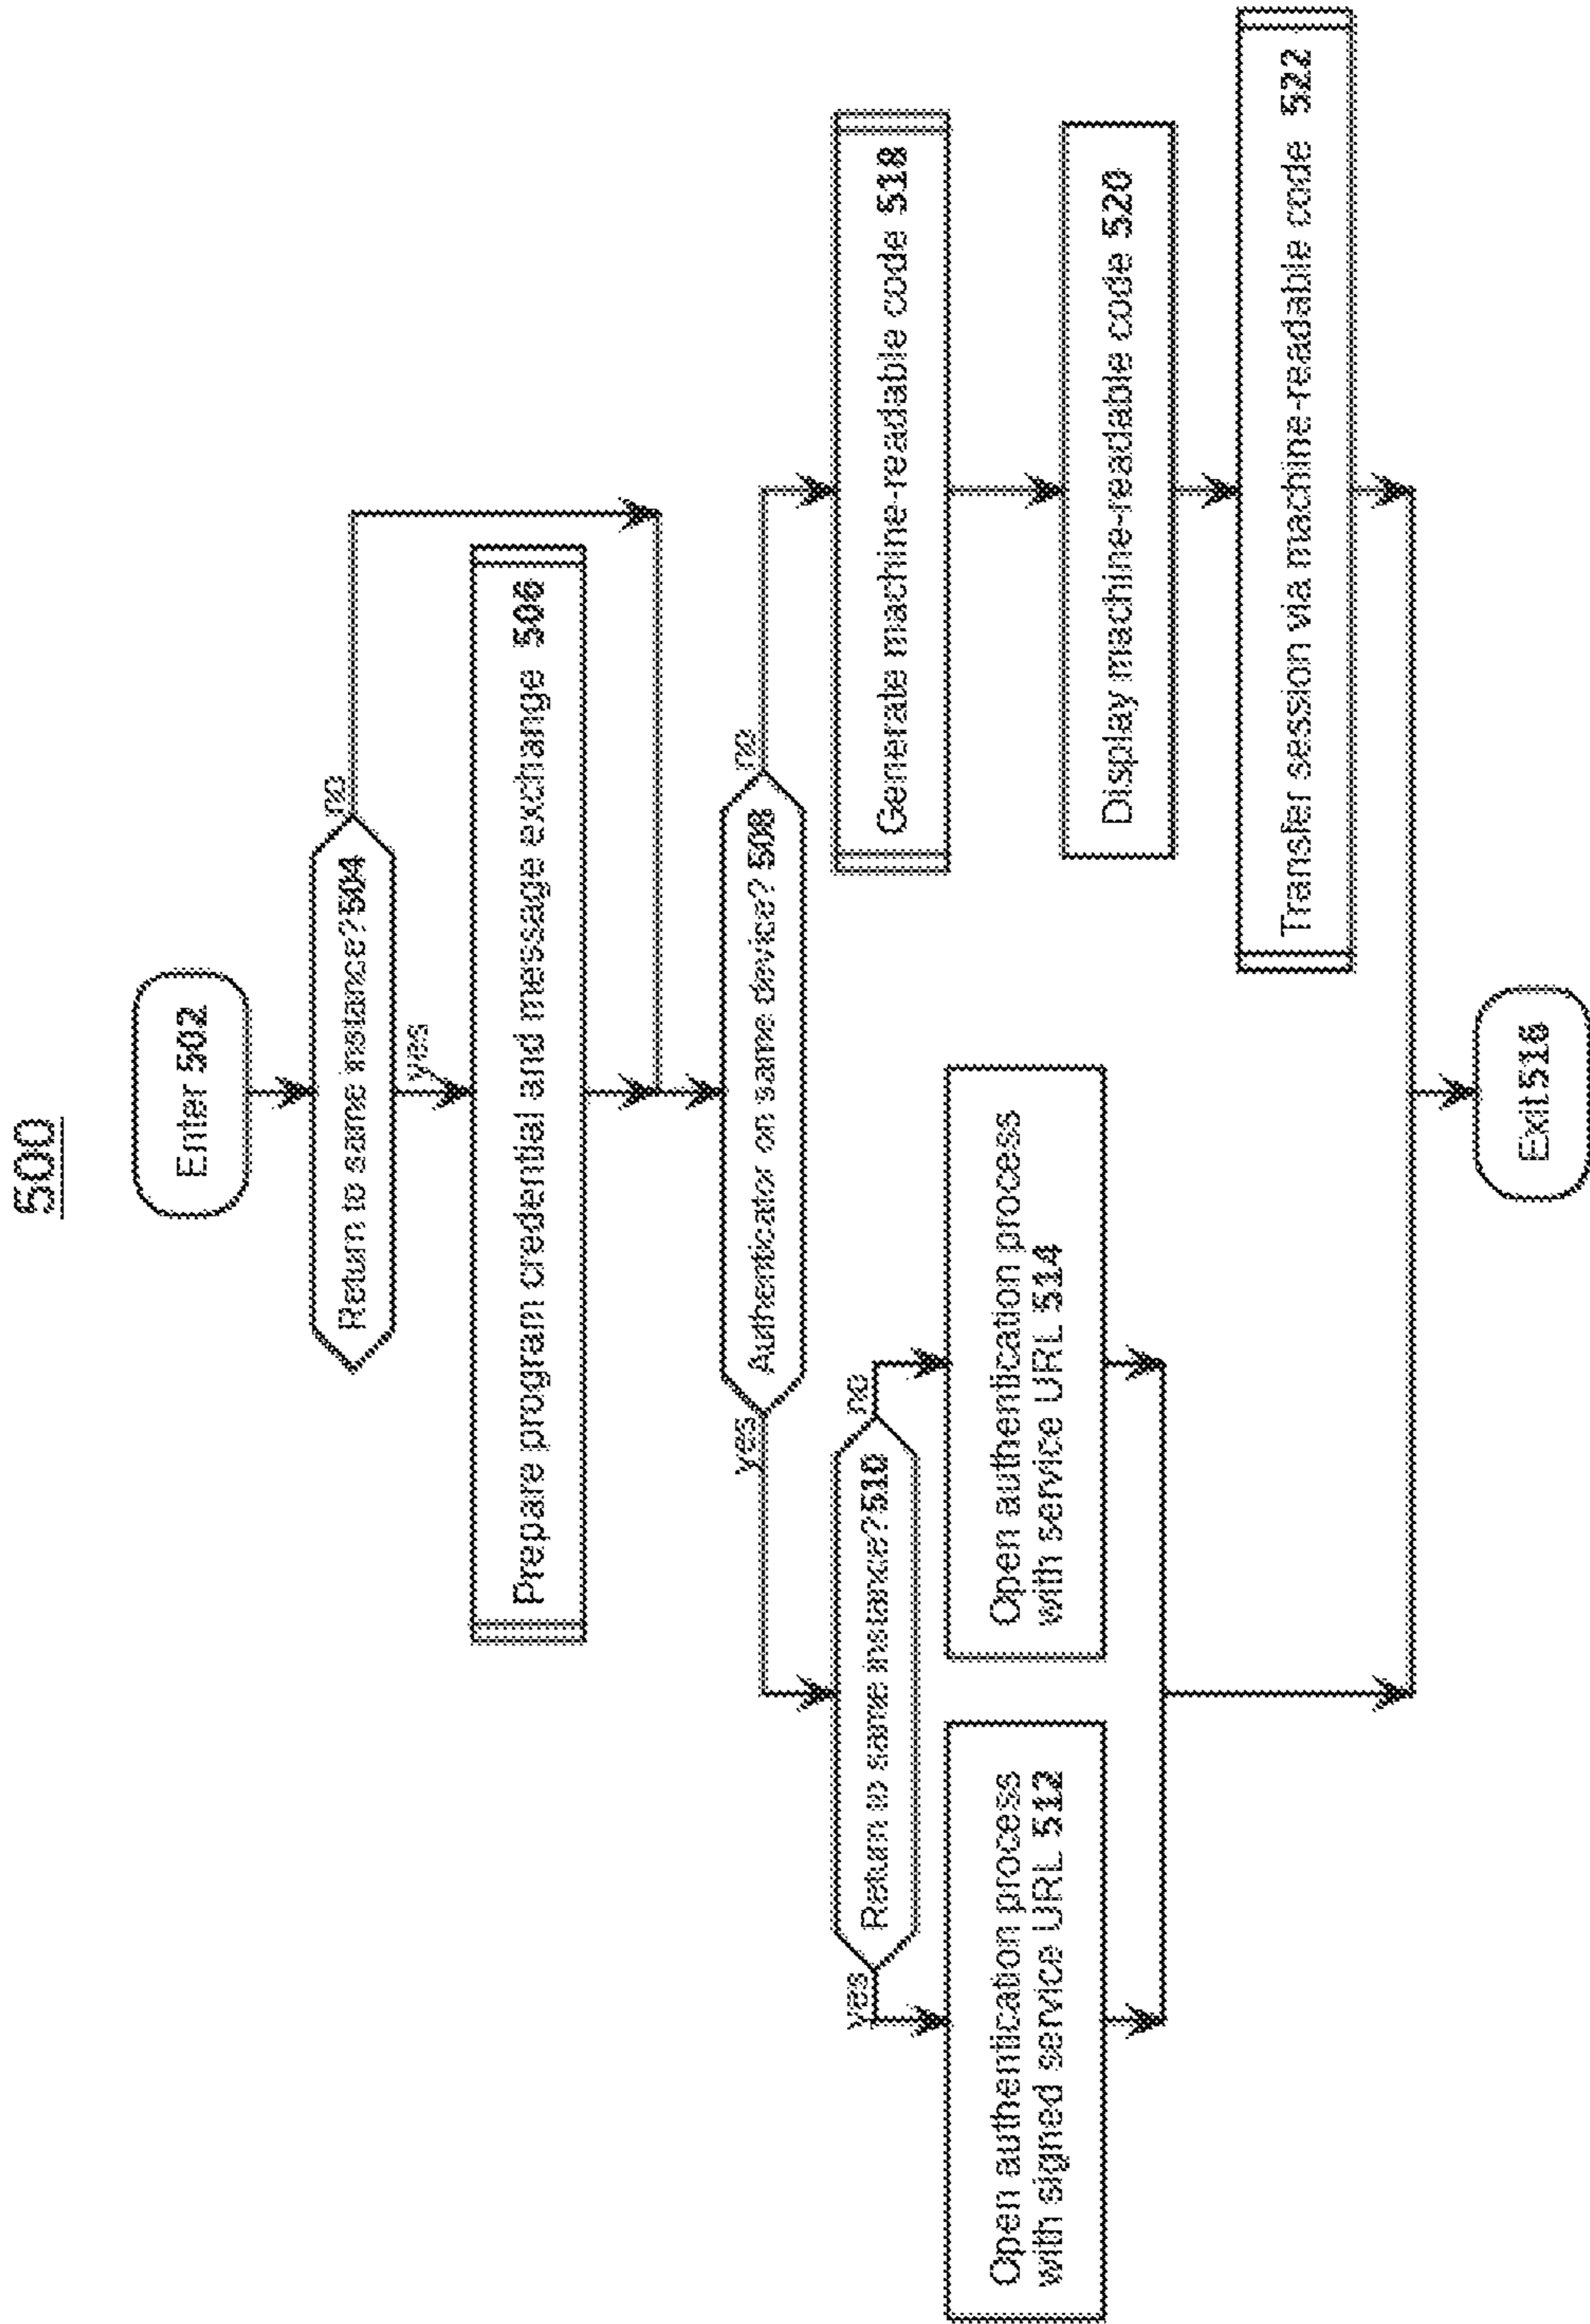 500
Enter 502
Return to same instance? 504
no
yes
Prepare program credential and message exchange 506
Authenticator on same device? 508
yes
no
Return to same instance? 510
yes
no
Open authentication process
with signed service URL 512
Open authentication process
with service URL 514
Generate machine-readable code 518
Display machine-readable code 520
Transfer session via machine-readable code 522
Exit 516